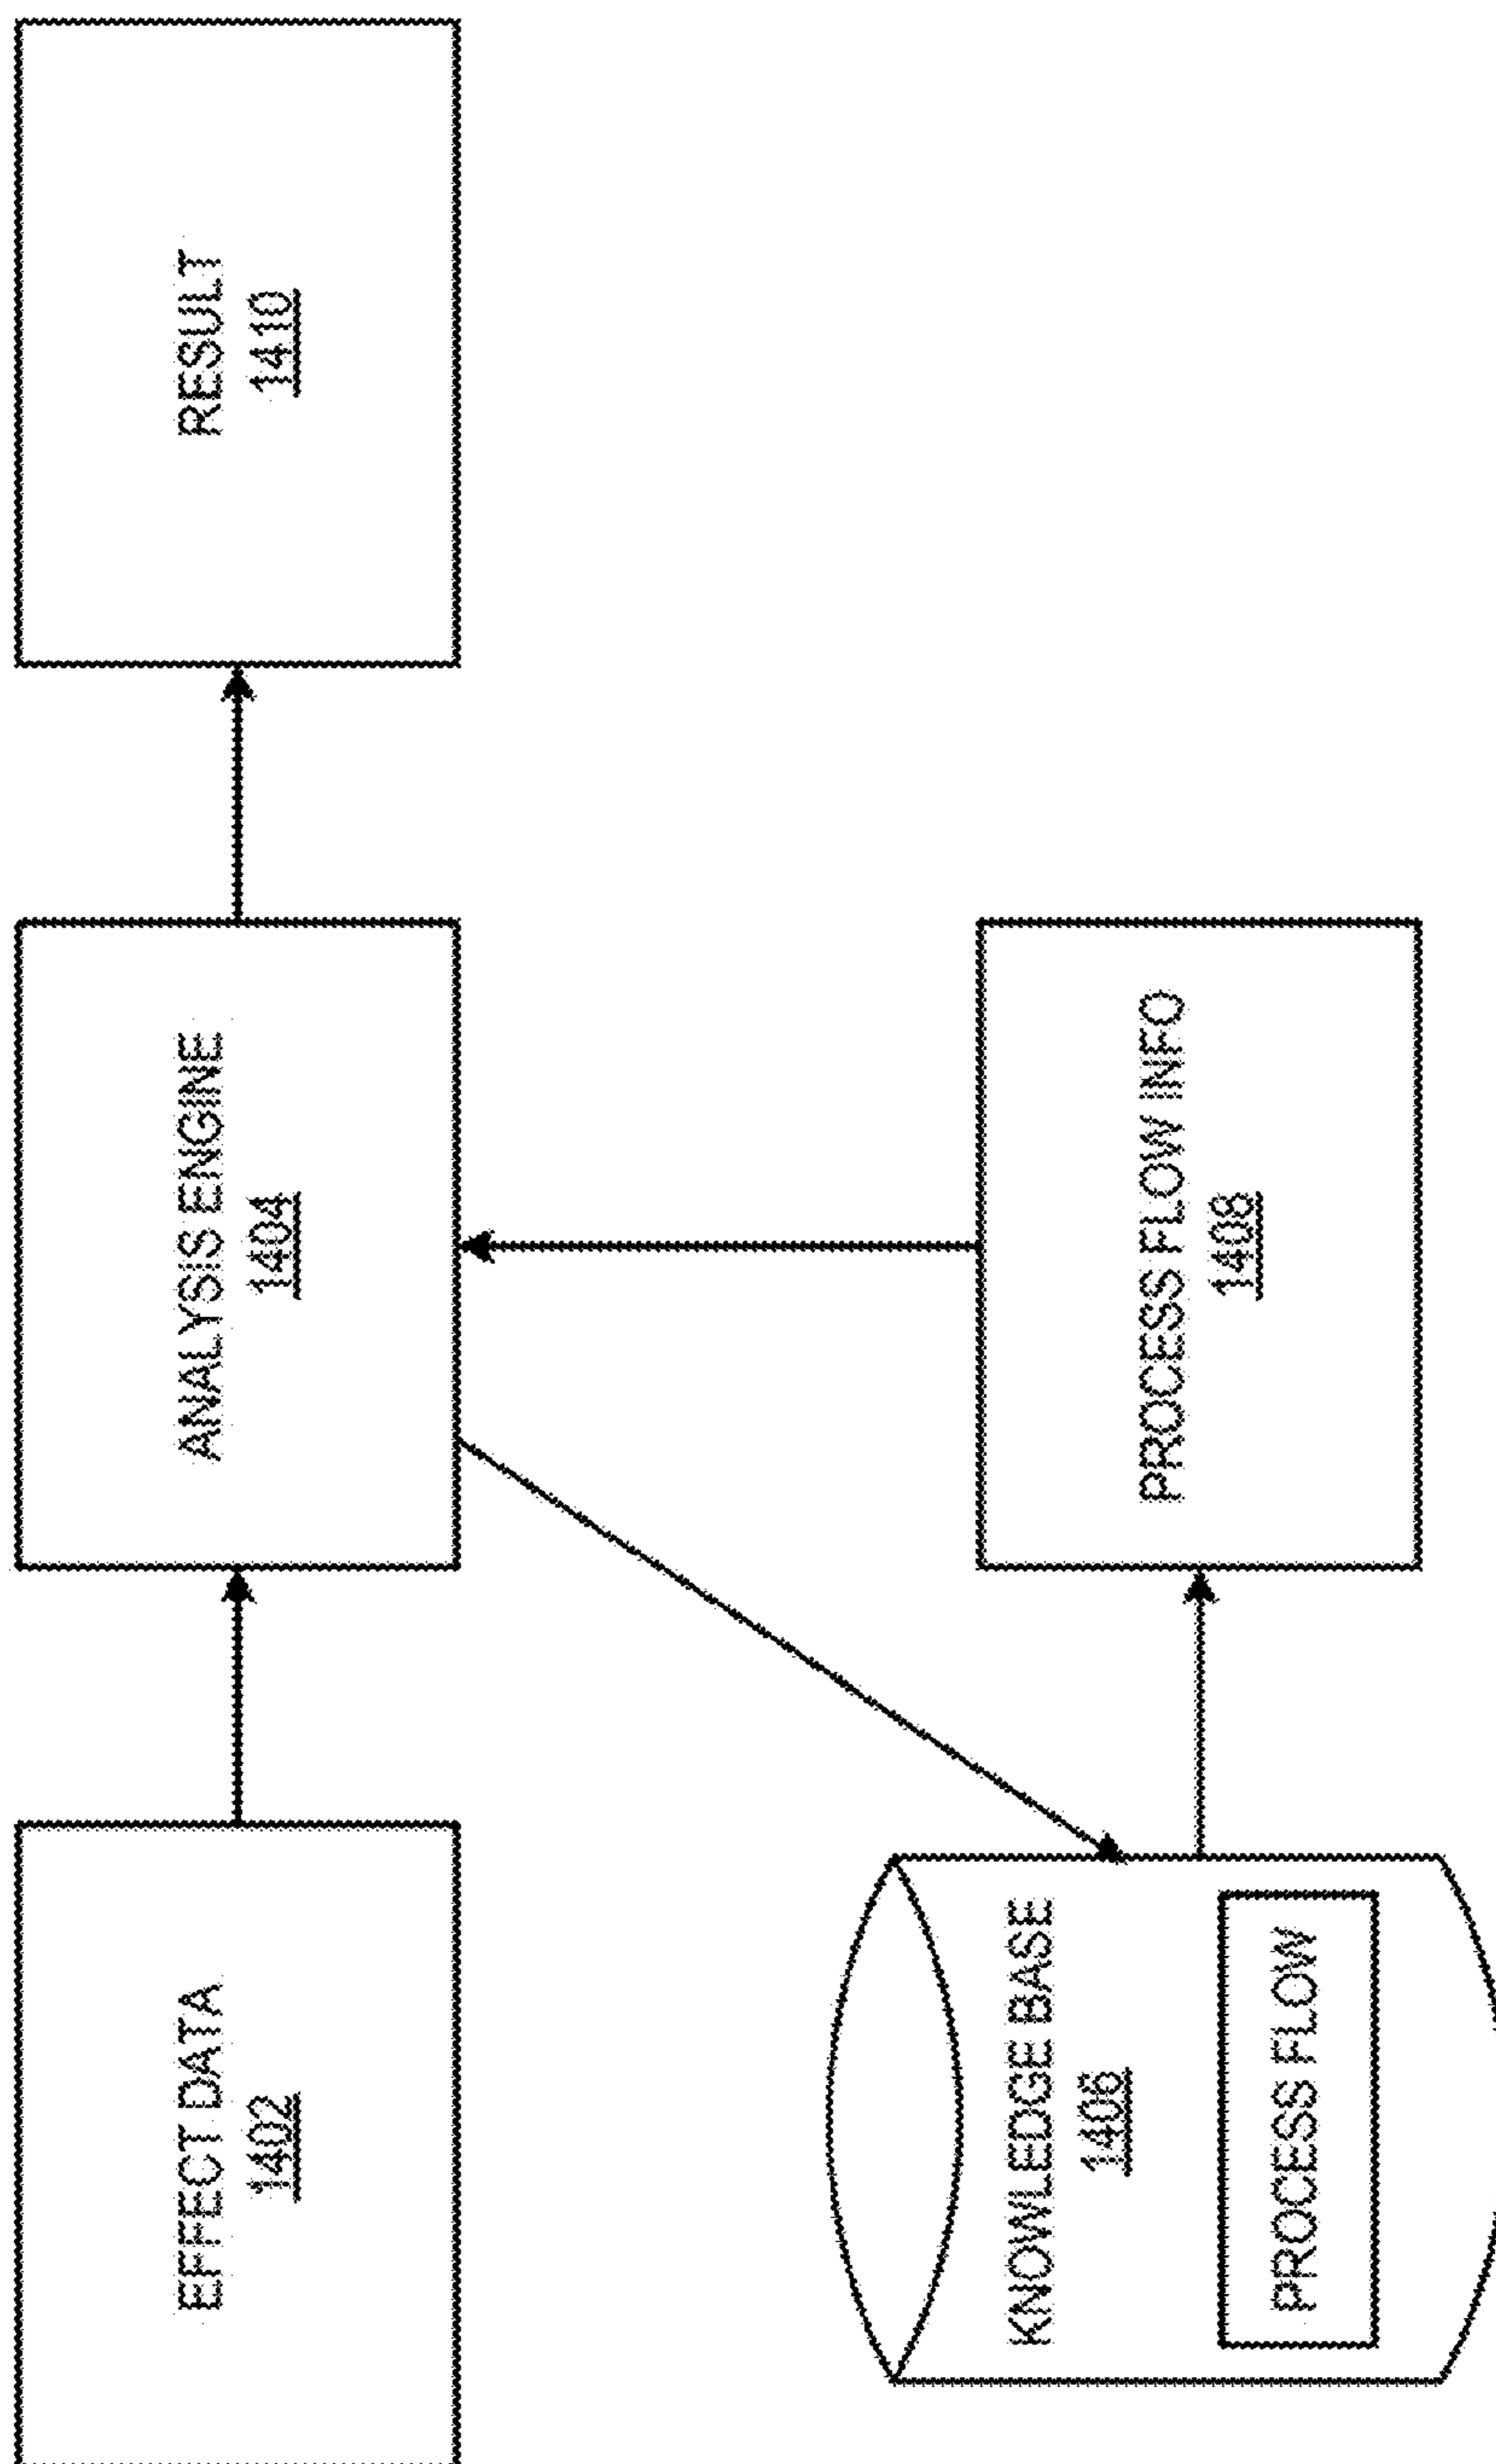 EFFECT DATA
1402
ANALYSIS ENGINE
1404
RESULT
1410
KNOWLEDGE BASE
1406
PROCESS FLOW
PROCESS FLOW INFO
1408